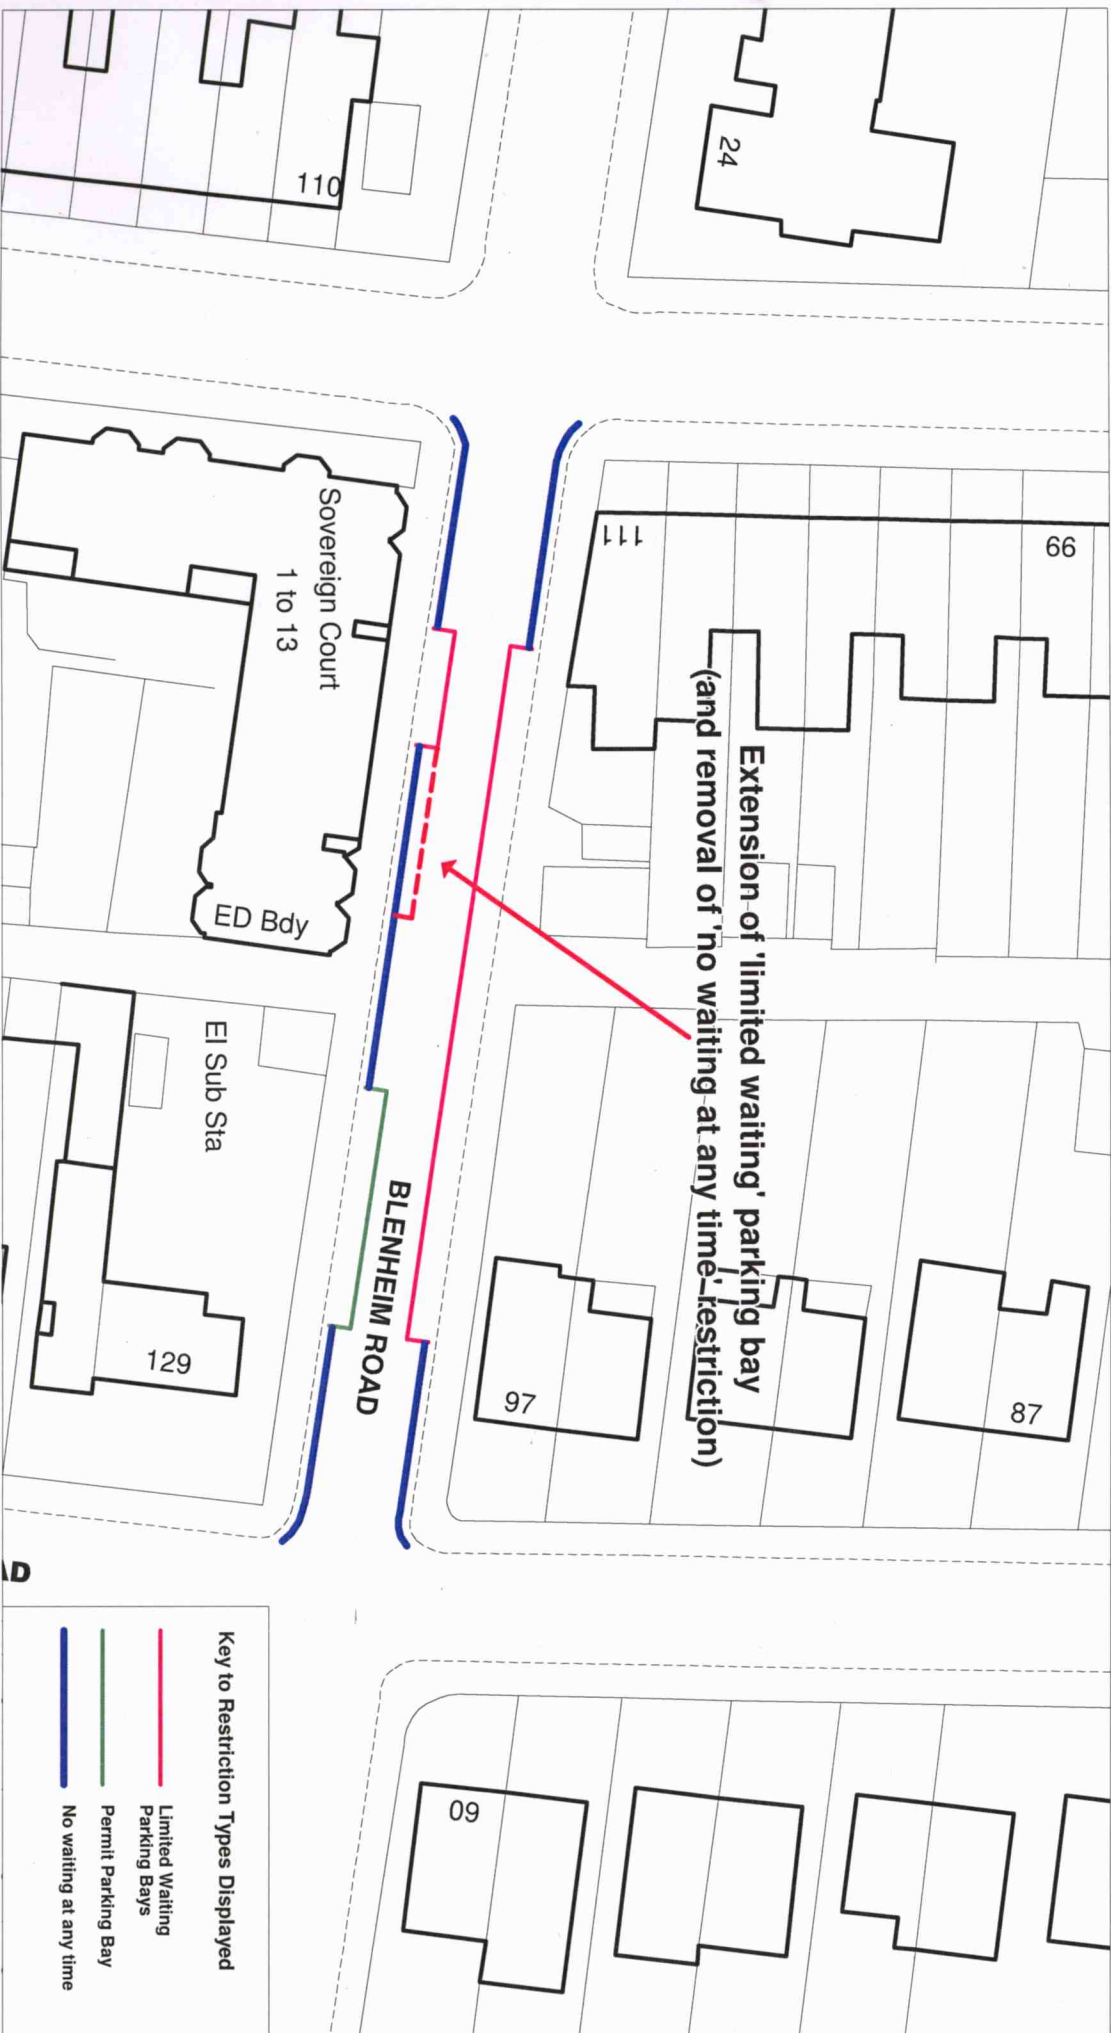 24
110
99
111
Sovereign Court
1 to 13
Extension of 'limited waiting' parking bay
(and removal of 'no waiting at any time' restriction)
ED Bdy
El Sub Sta
BLENHEIM ROAD
129
97
87
AD
60
Key to Restriction Types Displayed
Limited Waiting
Parking Bays
Permit Parking Bay
No waiting at any time